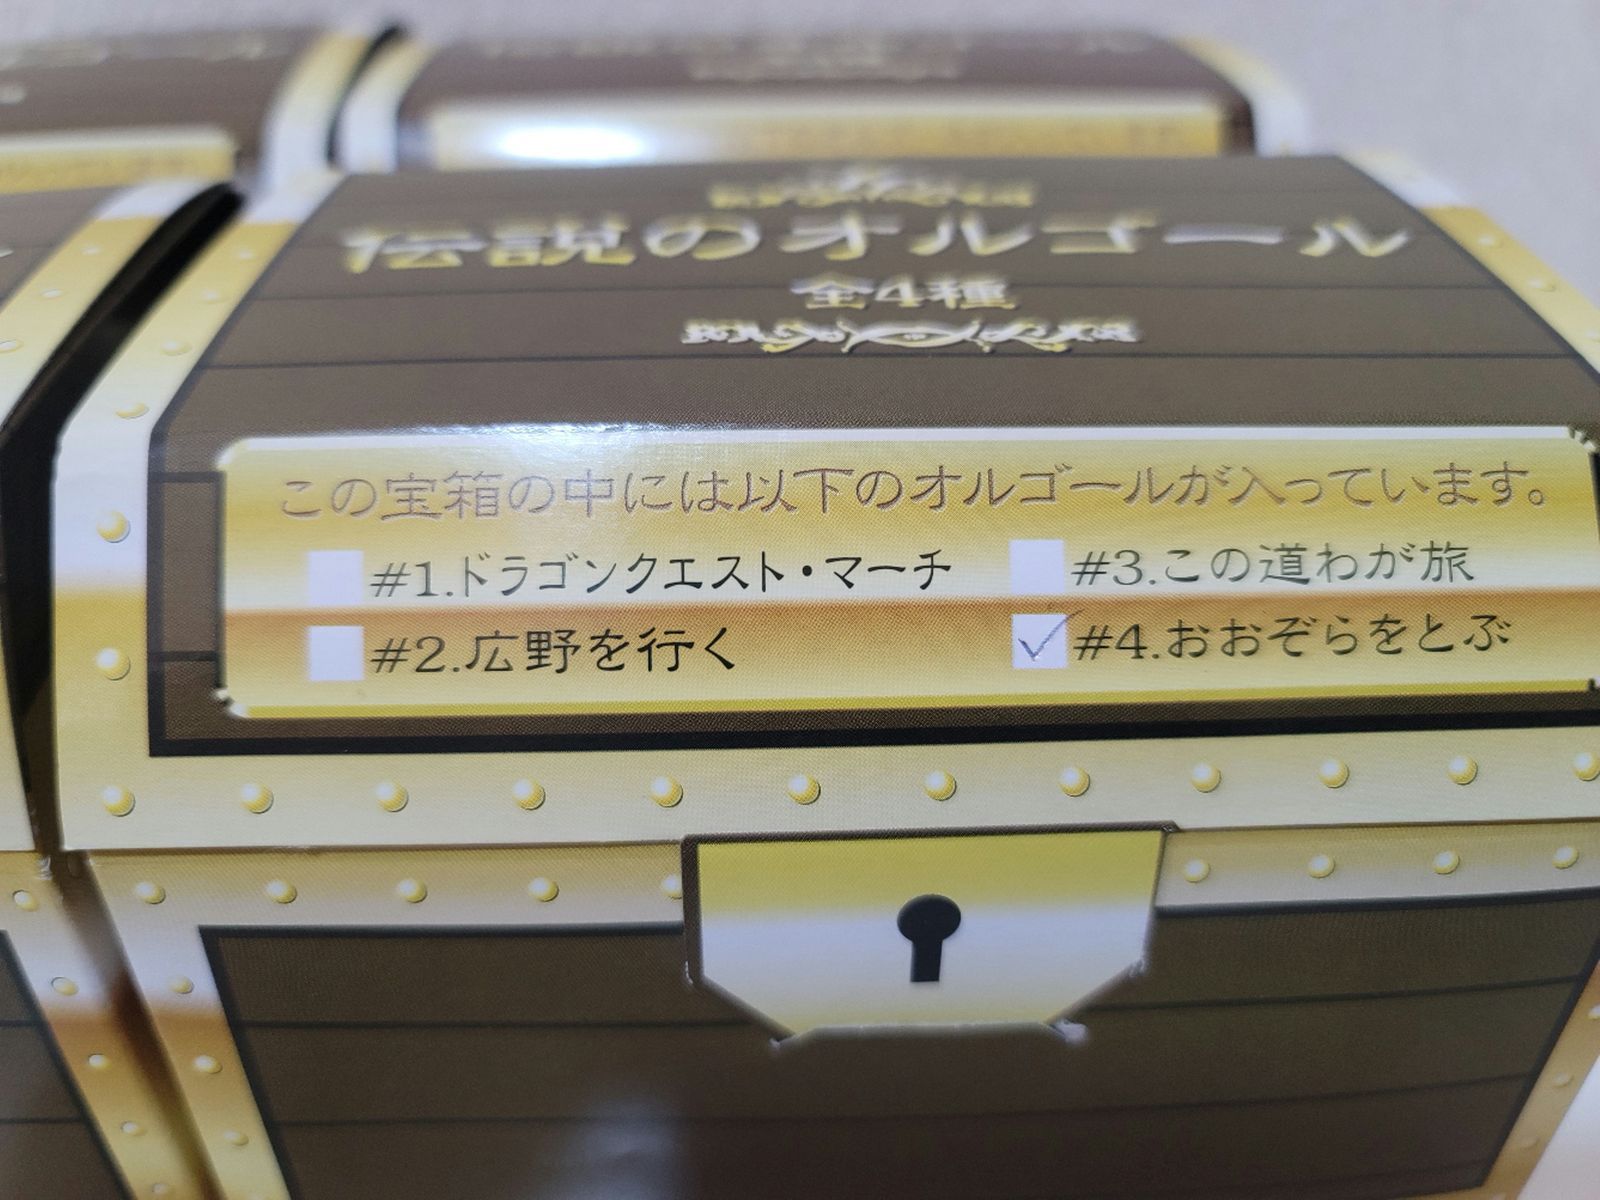 伝説のオルゴール
全4種
この宝箱の中には以下のオルゴールが入っています。
#1.ドラゴンクエスト・マーチ
#2.広野を行く
#3.この道わが旅
#4.おおぞらをとぶ